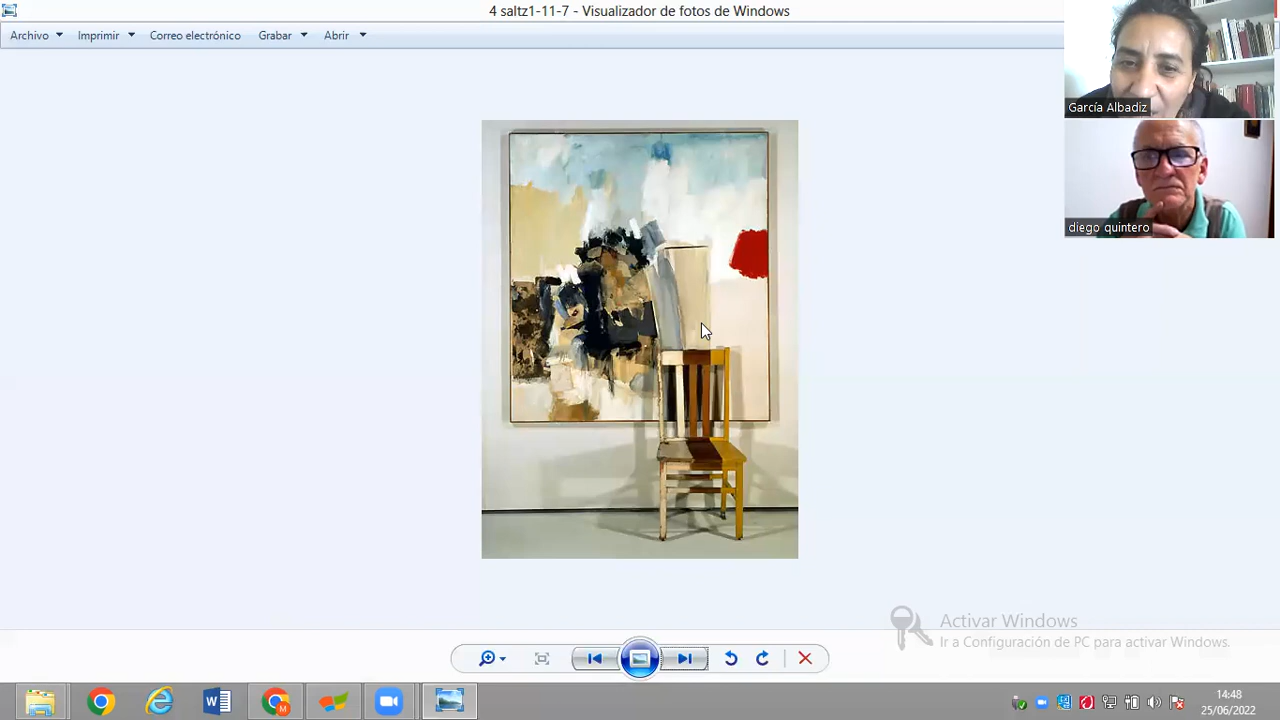 4 saltz1-11-7 - Visualizador de fotos de Windows
Archivo Imprimir Correo electrónico Grabar Abrir
García Albadiz
diego quintero
Activar Windows
Ir a Configuración de PC para activar Windows.
14:48
25/06/2022